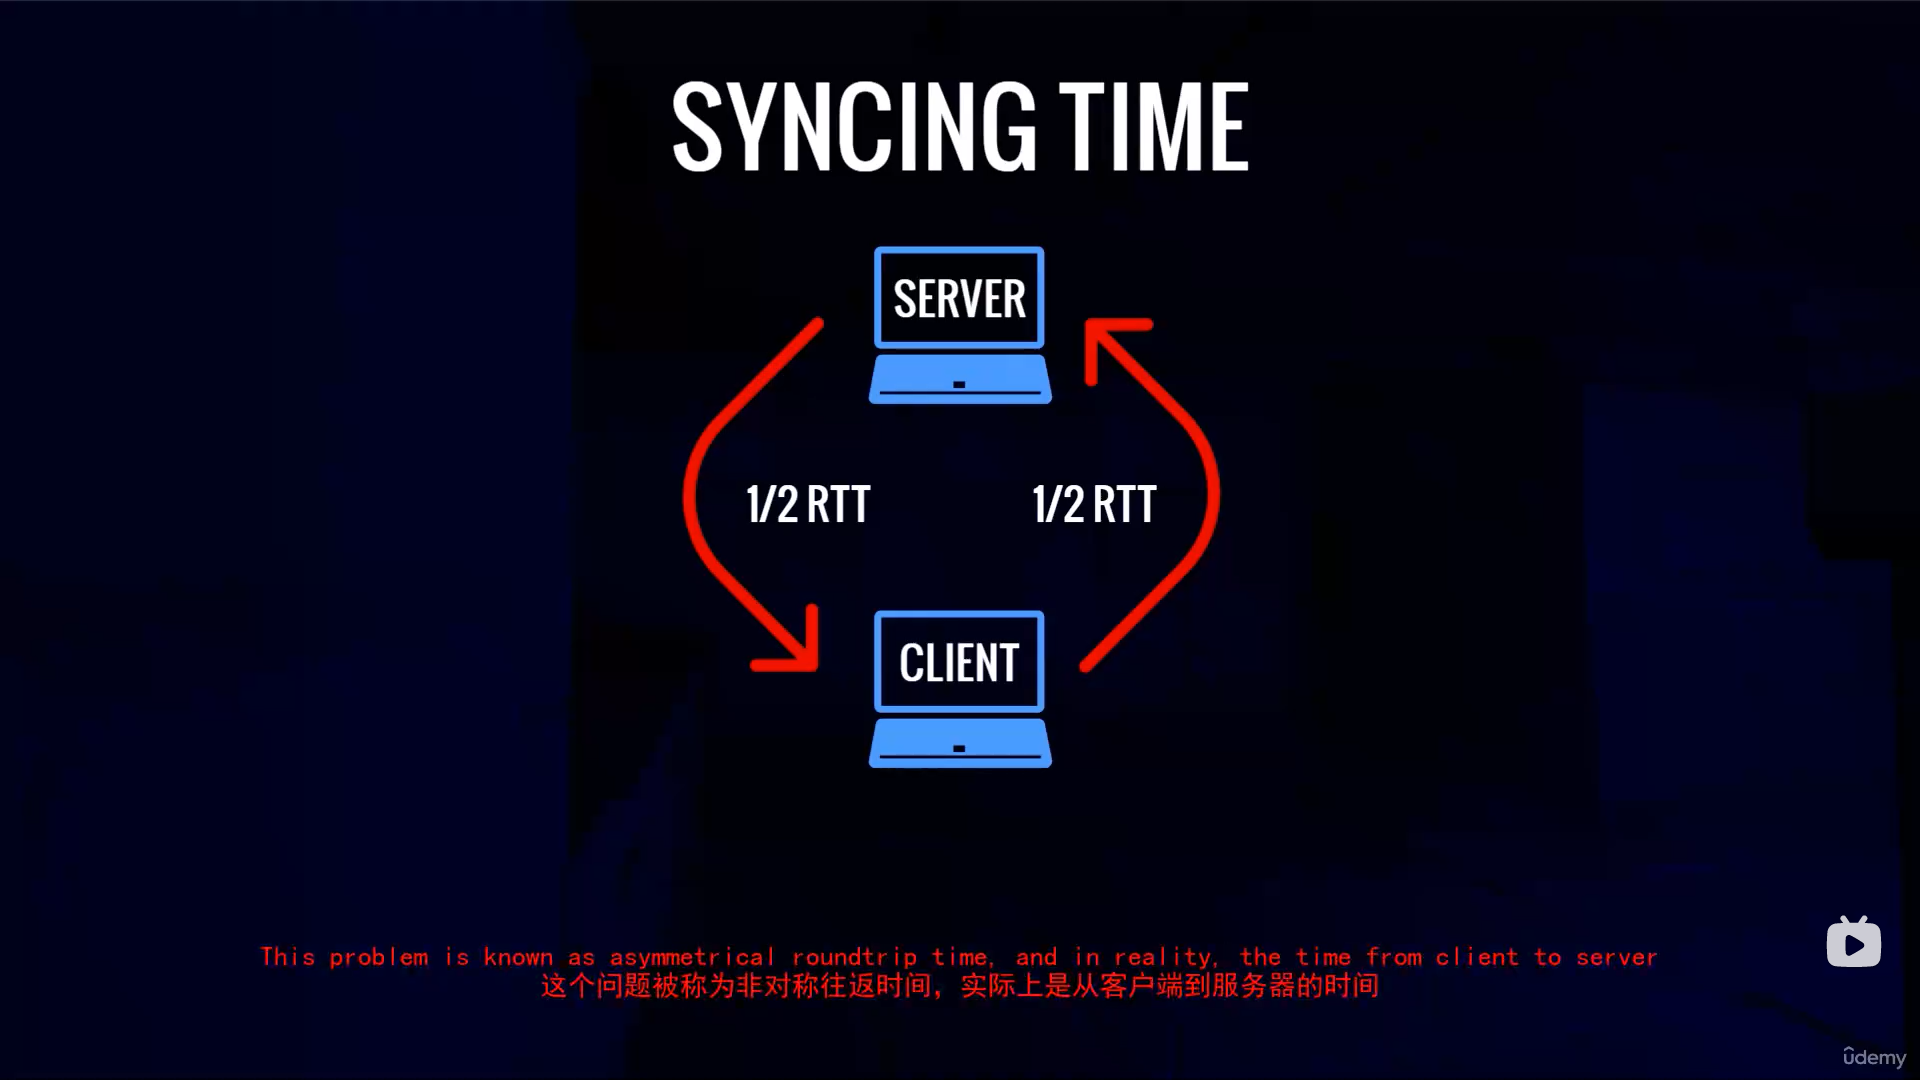 SYNCING TIME
SERVER
1/2 RTT
1/2 RTT
CLIENT
This problem is known as asymmetrical roundtrip time, and in reality, the time from client to server
这个问题被称为非对称往返时间，实际上是从客户端到服务器的时间
ûdemy